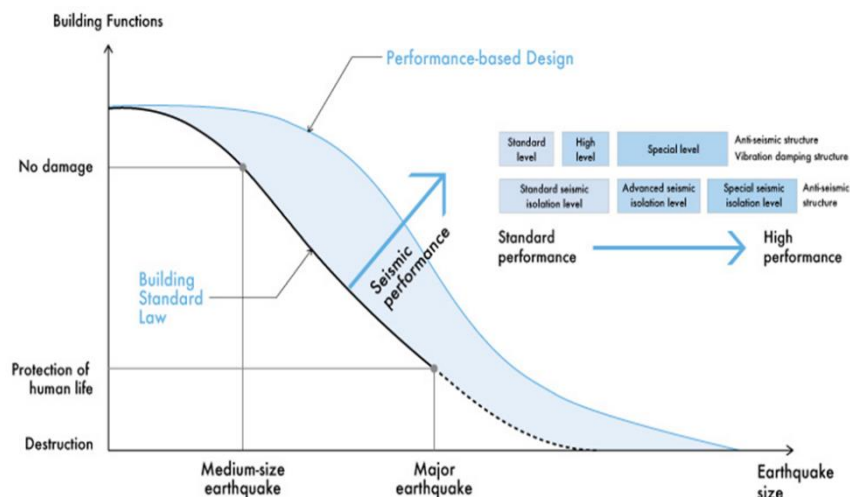 Building Functions
Performance-based Design
Standard
level
High
level
Special level
Anti-seismic structure
Vibration damping structure
No damage
Standard seismic
isolation level
Advanced seismic
isolation level
Special seismic
isolation level
Anti-seismic
structure
Standard
performance
High
performance
Seismic
performance
Building
Standard
Law
Protection of
human life
Destruction
Medium-size
earthquake
Major
earthquake
Earthquake
size